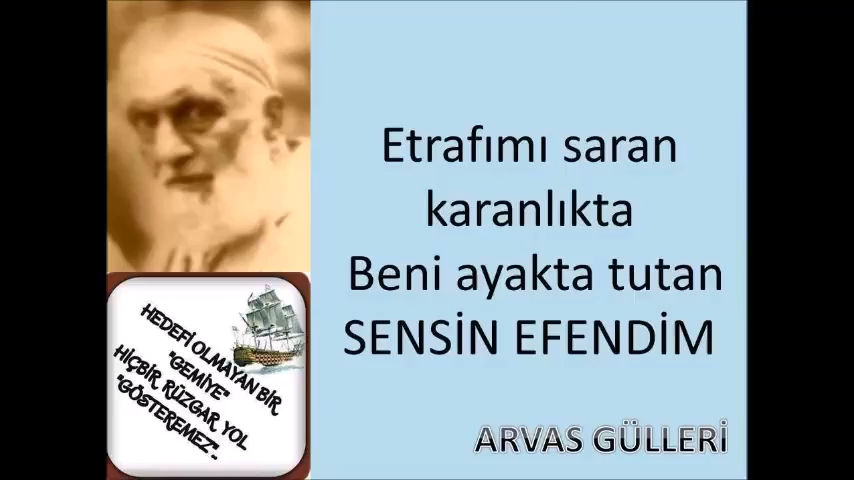 Etrafımı saran
karanlıkta
Beni ayakta tutan
SENSİN EFENDİM
ARVAS GÜLLERİ
HEDEFİ OLMAYAN BİR
"GEMİYE"
HİÇBİR RÜZGAR YOL
"GÖSTEREMEZ"..